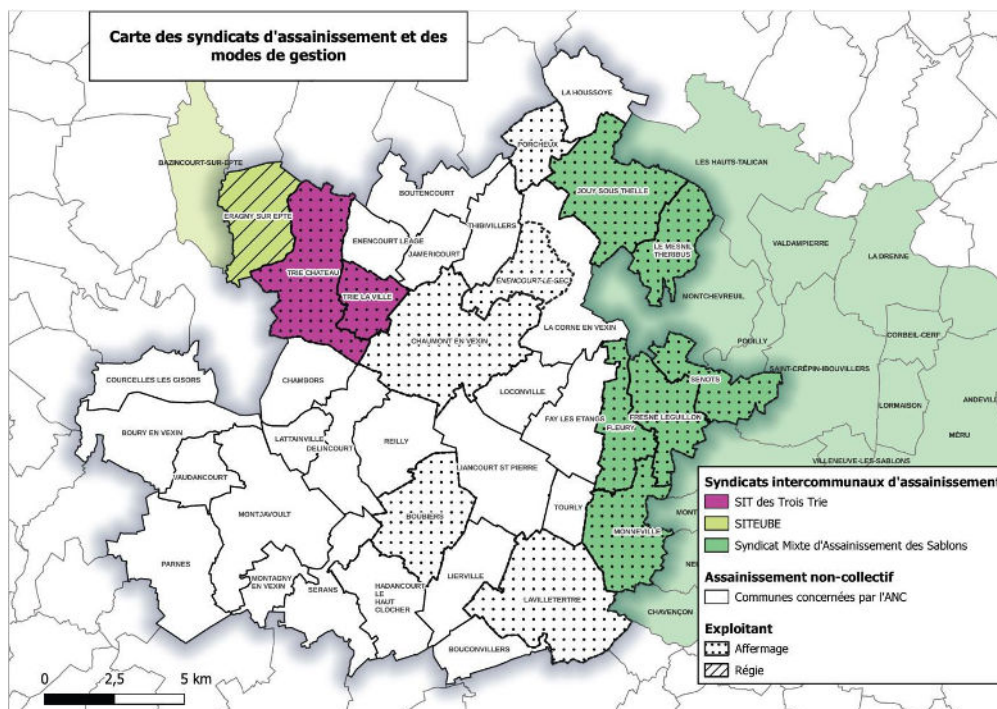 Carte des syndicats d'assainissement et des
modes de gestion
LA HOUSSOYE
PORCHEUX
BAZINCOURT-SUR-EPTE
LES HAUTS-TALICAN
BOUTENCOURT
JOUY SOUS THELLE
ERAGNY SUR EPTE
THIBIVILLERS
ENENCOURT LEAGE
JAMERICOURT
LE MESNIL
THERIBUS
VALDAMPIERRE
LA DRENNE
TRIE CHATEAU
ENENCOURT-LE-SEC
TRIE LA VILLE
MONTCHEVREUIL
LA CORNE EN VEXIN
CHAUMONT EN VEXIN
POUILLY
CORBEIL-CERF
SAINT-CRÉPIN-IBOUVILLERS
COURCELLES LES GISORS
CHAMBORS
LOCONVILLE
SENOTS
ANDEVILLE
LORMAISON
FAY LES ETANGS
FRESNE LEGUILLON
FLEURY
BOURY EN VEXIN
LATTAINVILLE
DELINCOURT
REILLY
MÉRU
VILLENEUVE-LES-SABLONS
LIANCOURT ST PIERRE
VAUDANCOURT
BOUBIERS
TOURLY
MONTJAVOULT
MONNEVILLE
MONT
NE
PARNES
MONTAGNY
EN VEXIN
SERANS
HADANCOURT
LE
HAUT
CLOCHER
LIERVILLE
LAVILLETERTRE
CHAVENÇON
BOUCONVILLERS
Syndicats intercommunaux d'assainissement
SIT des Trois Trie
SITEUBE
Syndicat Mixte d'Assainissement des Sablons
Assainissement non-collectif
Communes concernées par l'ANC
Exploitant
Affermage
Régie
0 2,5 5 km